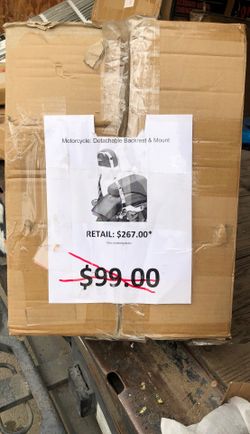 Motorcycle: Detachable Backrest & Mount
RETAIL: $267.00*
$99.00